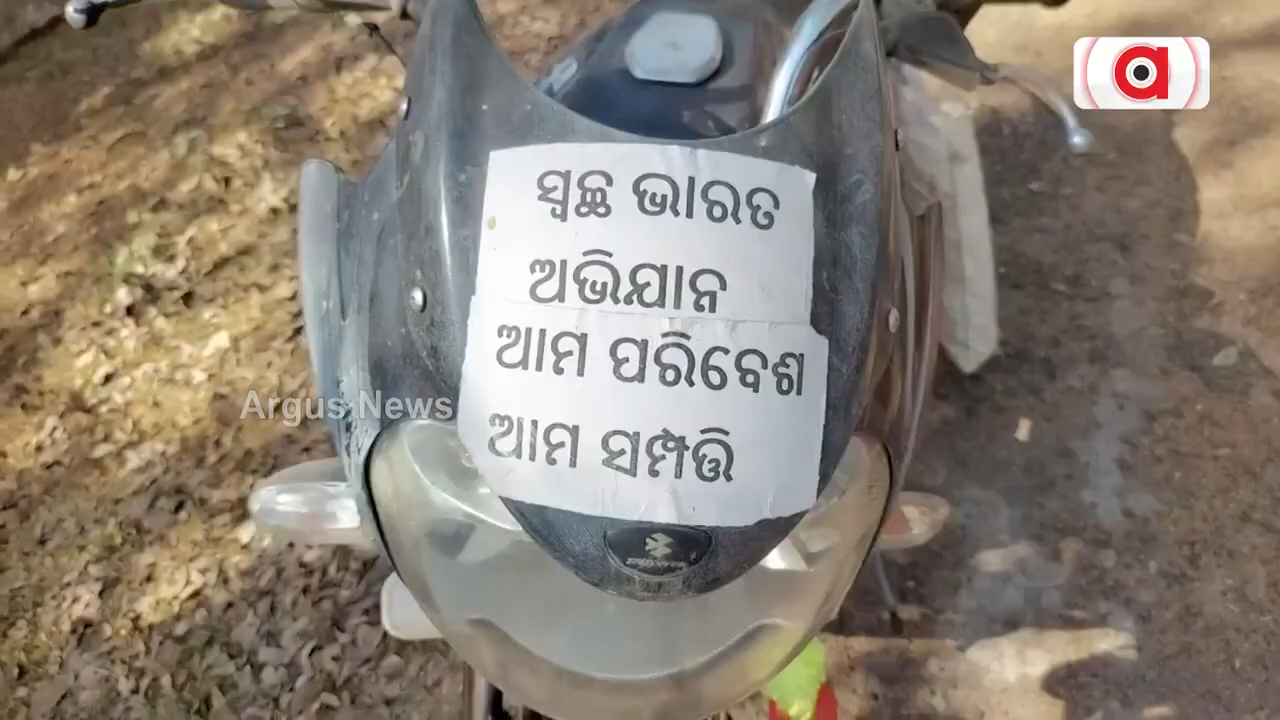 ସ୍ୱଚ୍ଛ ଭାରତ
ଅଭିଯାନ
ଆମ ପରିବେଶ
ଆମ ସମ୍ପତ୍ତି
Argus News
a